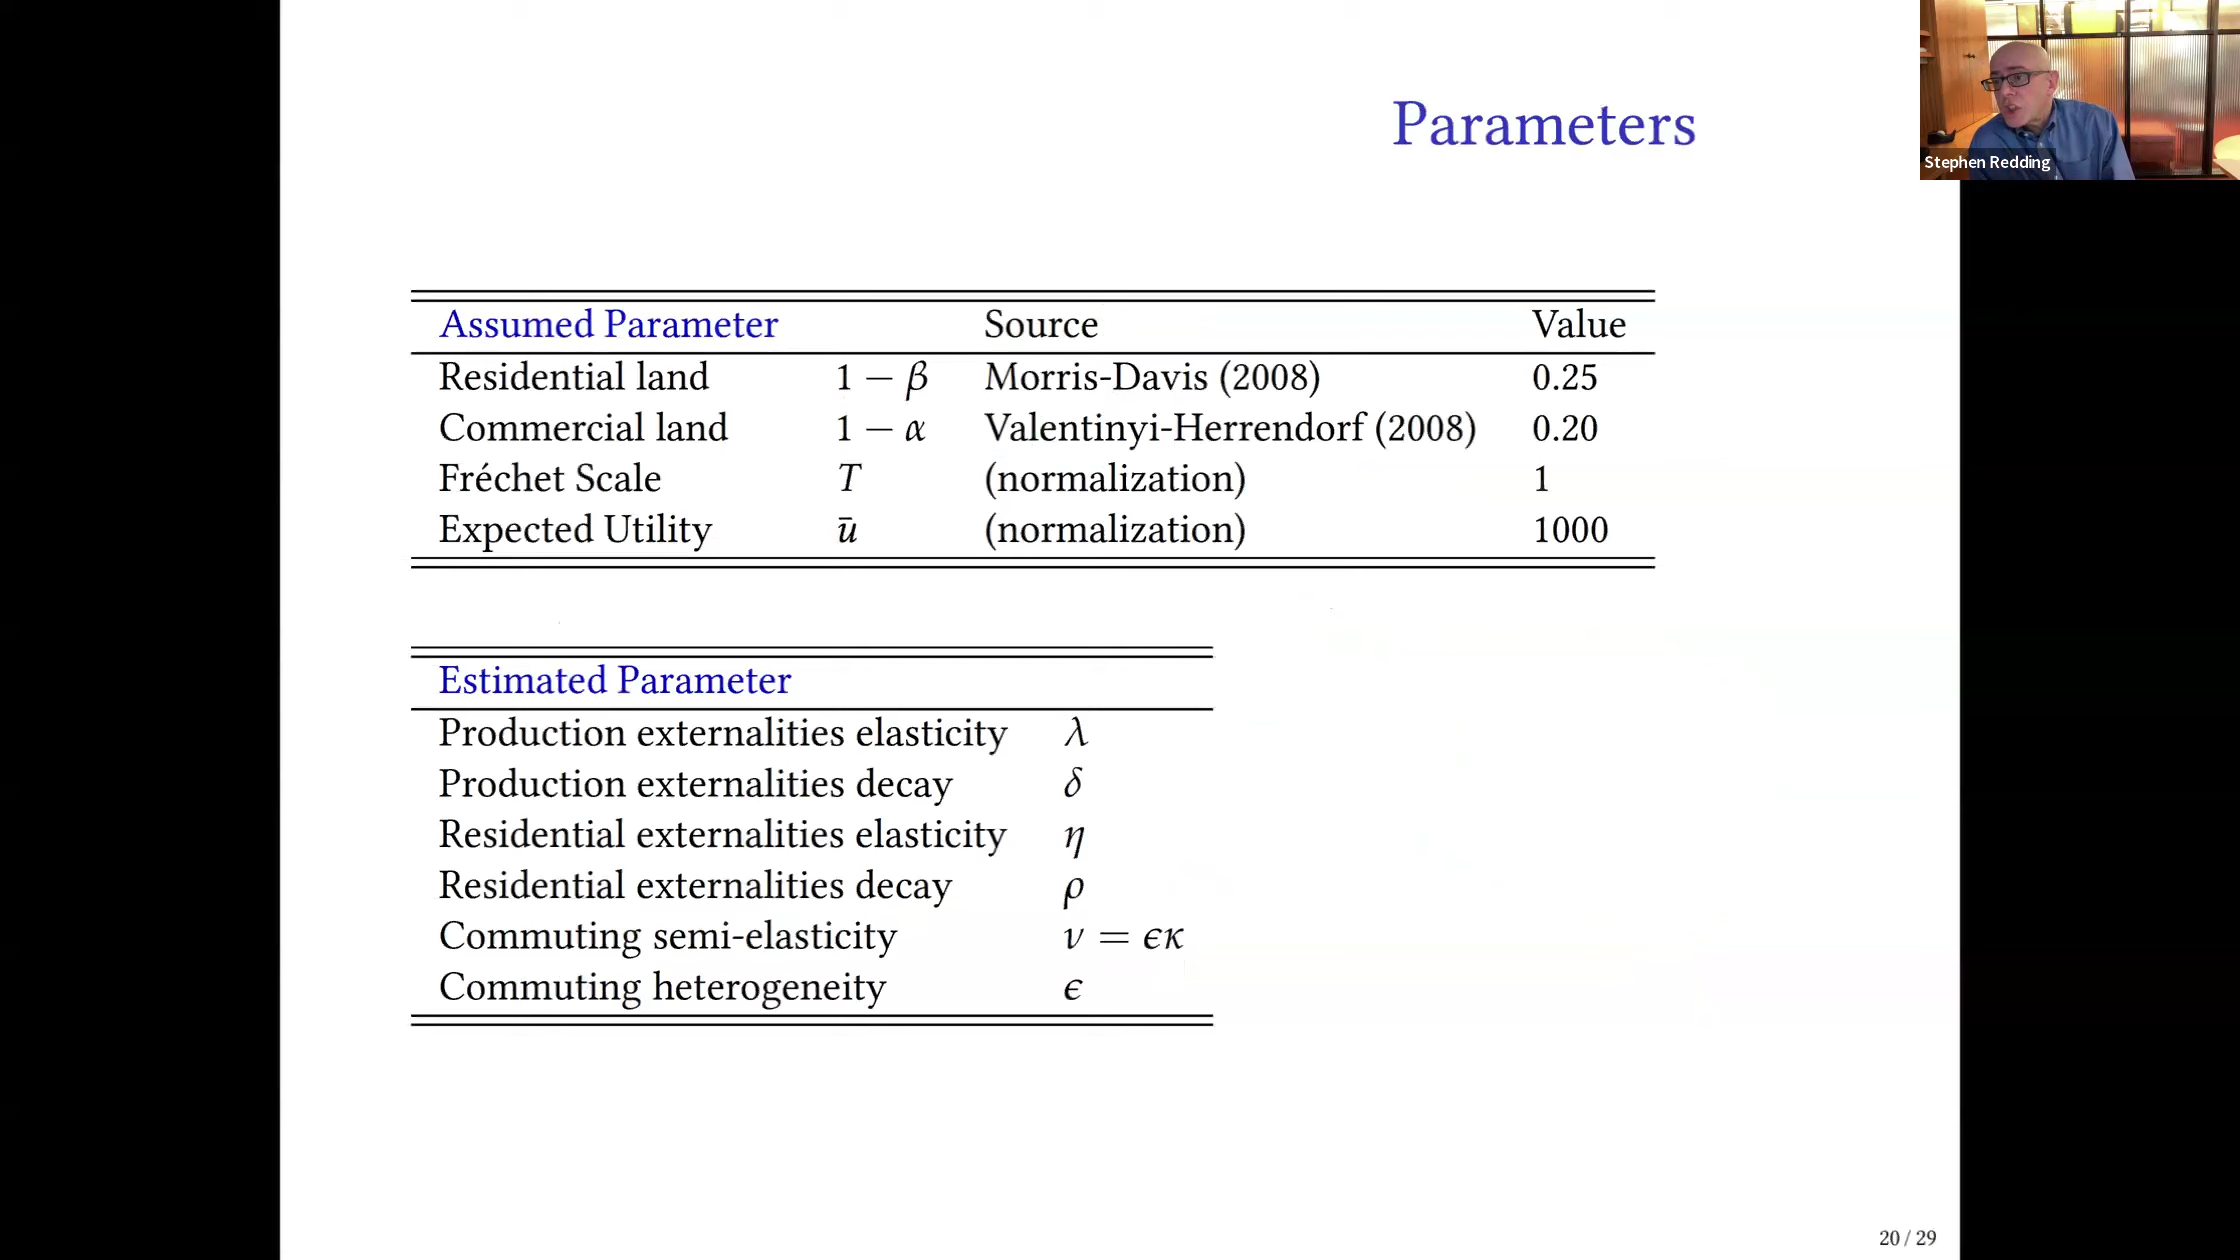 Parameters
Stephen Redding
Assumed Parameter Source Value
Residential land 1 − β Morris-Davis (2008) 0.25
Commercial land 1 − α Valentinyi-Herrendorf (2008) 0.20
Fréchet Scale T (normalization) 1
Expected Utility ū (normalization) 1000
Estimated Parameter
Production externalities elasticity λ
Production externalities decay δ
Residential externalities elasticity η
Residential externalities decay ρ
Commuting semi-elasticity ν = ϵκ
Commuting heterogeneity ϵ
20 / 29